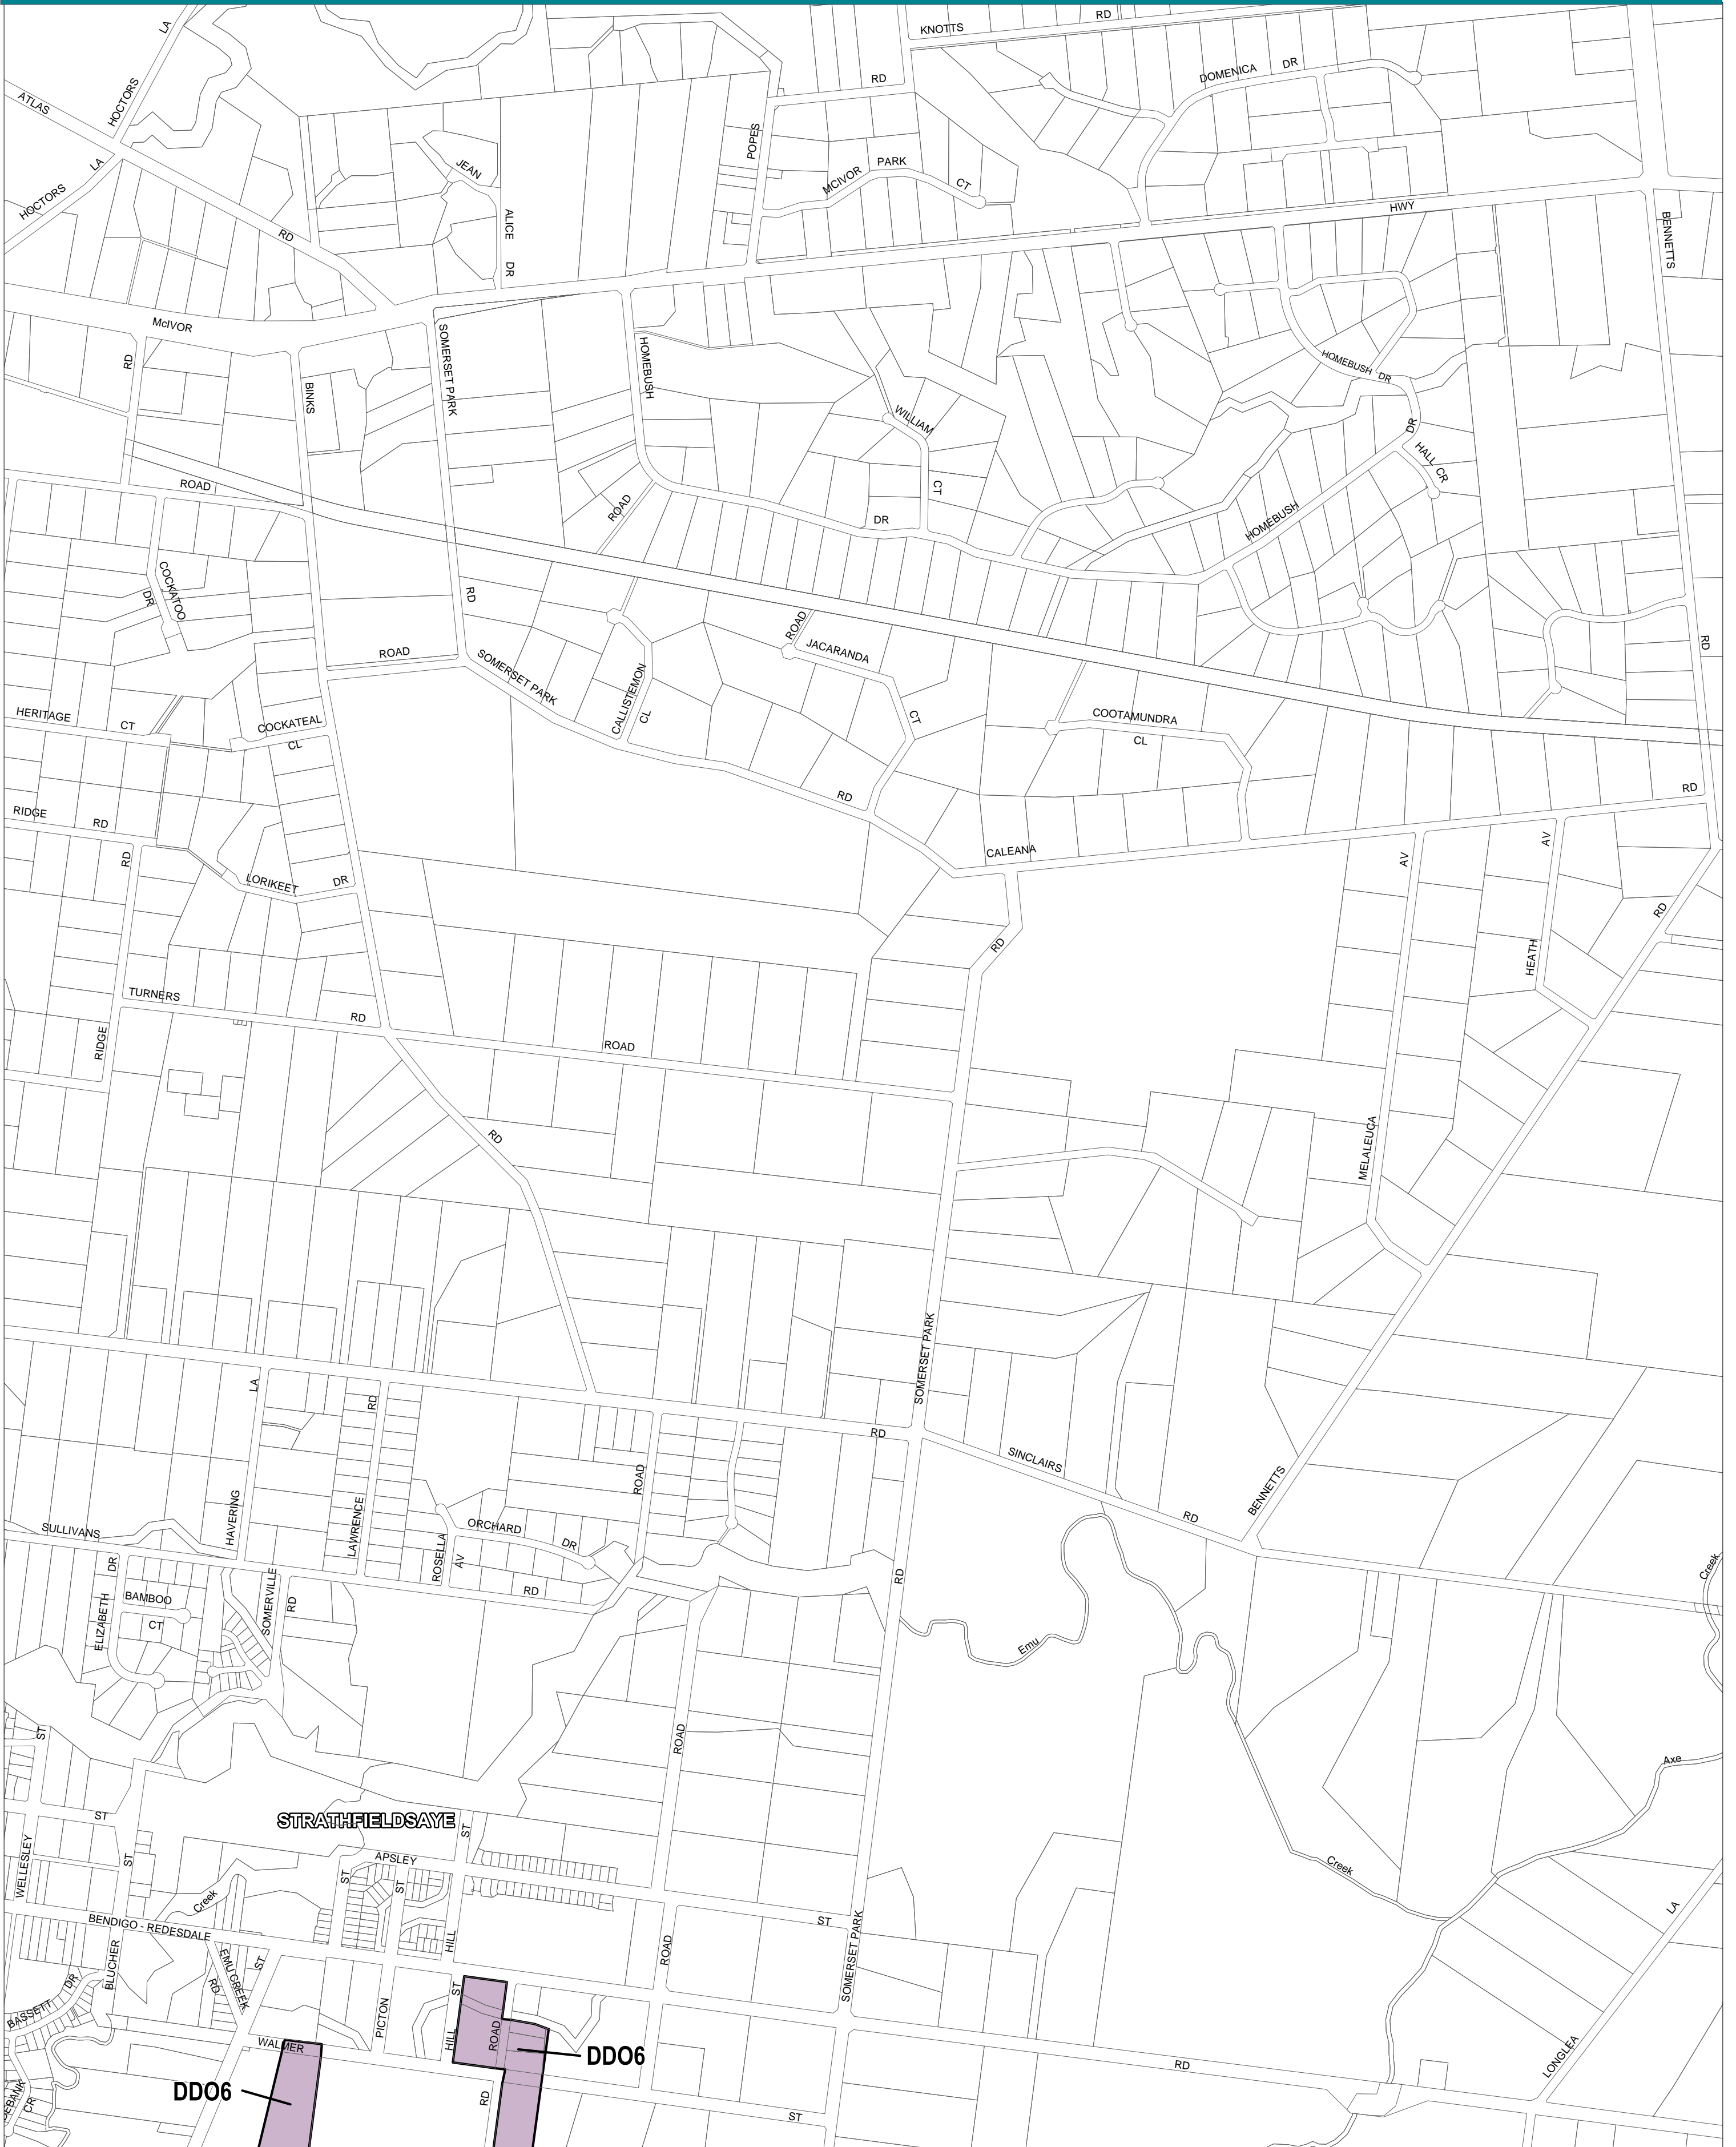 KNOTTS RD
LA
RD
DOMENICA DR
ATLAS
HOCTORS
POPES
LA
JEAN
MCIVOR PARK CT
HOCTORS
HWY
RD
ALICE DR
BENNETTS
McIVOR
RD
SOMERSET PARK
HOMEBUSH
HOMEBUSH DR
BINKS
WILLIAM
DR
HALL CR
ROAD
CT
ROAD
DR
HOMEBUSH
COCKATOO
DR
RD
ROAD
JACARANDA
RD
ROAD
SOMERSET PARK
CALLISTEMON
CL
HERITAGE CT
COCKATEAL
CL
CT
COOTAMUNDRA
CL
RD
RD
RIDGE RD
RD
CALEANA
AV
AV
LORIKEET DR
RD
RD
HEATH
TURNERS
RD
RIDGE
ROAD
RD
MELALEUCA
SOMERSET PARK
LA
RD
RD
SINCLAIRS
ROAD
BENNETTS
HAVERING
LAWRENCE
ORCHARD
DR
RD
SULLIVANS
ROSELLA
AV
DR
RD
RD
Creek
BAMBOO
CT
ELIZABETH
SOMERVILLE
RD
Emu
ST
ROAD
Axe
ST
STRATHFIELDSAYE
ST
WELLESLEY
ST
APSLEY
ST
ST
Creek
Creek
LA
BENDIGO - REDESDALE
ST
HILL
ROAD
SOMERSET PARK
BLUCHER
EMU CREEK
RD
ST
DR
BASSETT
PICTON
ST
HILL
ROAD
WALMER
DDO6
LONGLEA
RD
DDO6
CR
RD
ST